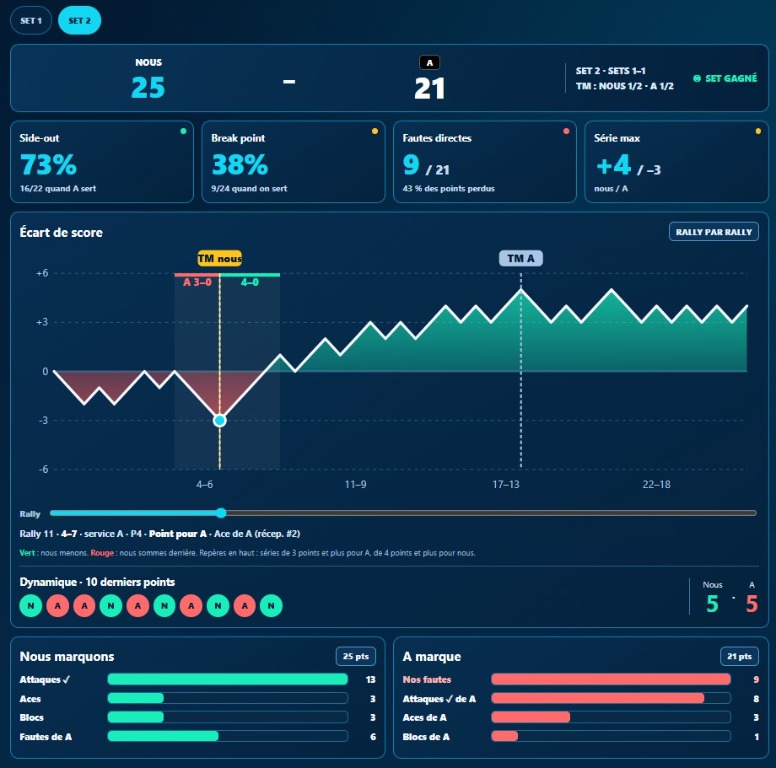 SET 1 SET 2
NOUS A
25 – 21
SET 2 · SETS 1–1
TM : NOUS 1/2 · A 1/2
SET GAGNÉ
Side-out
73%
16/22 quand A sert
Break point
38%
9/24 quand on sert
Fautes directes
9 / 21
43 % des points perdus
Série max
+4 / –3
nous / A
Écart de score
RALLY PAR RALLY
TM nous TM A
A 3–0 4–0
+6
+3
0
-3
-6
4–6 11–9 17–13 22–18
Rally
Rally 11 · 4–7 · service A · P4 · Point pour A · Ace de A (récep. #2)
Vert : nous menons. Rouge : nous sommes derrière. Repères en haut : séries de 3 points et plus pour A, de 4 points et plus pour nous.
Dynamique · 10 derniers points
N A A N A N A N A N
Nous A
5 · 5
Nous marquons 25 pts
Attaques ✓ 13
Aces 3
Blocs 3
Fautes de A 6
A marque 21 pts
Nos fautes 9
Attaques ✓ de A 8
Aces de A 3
Blocs de A 1